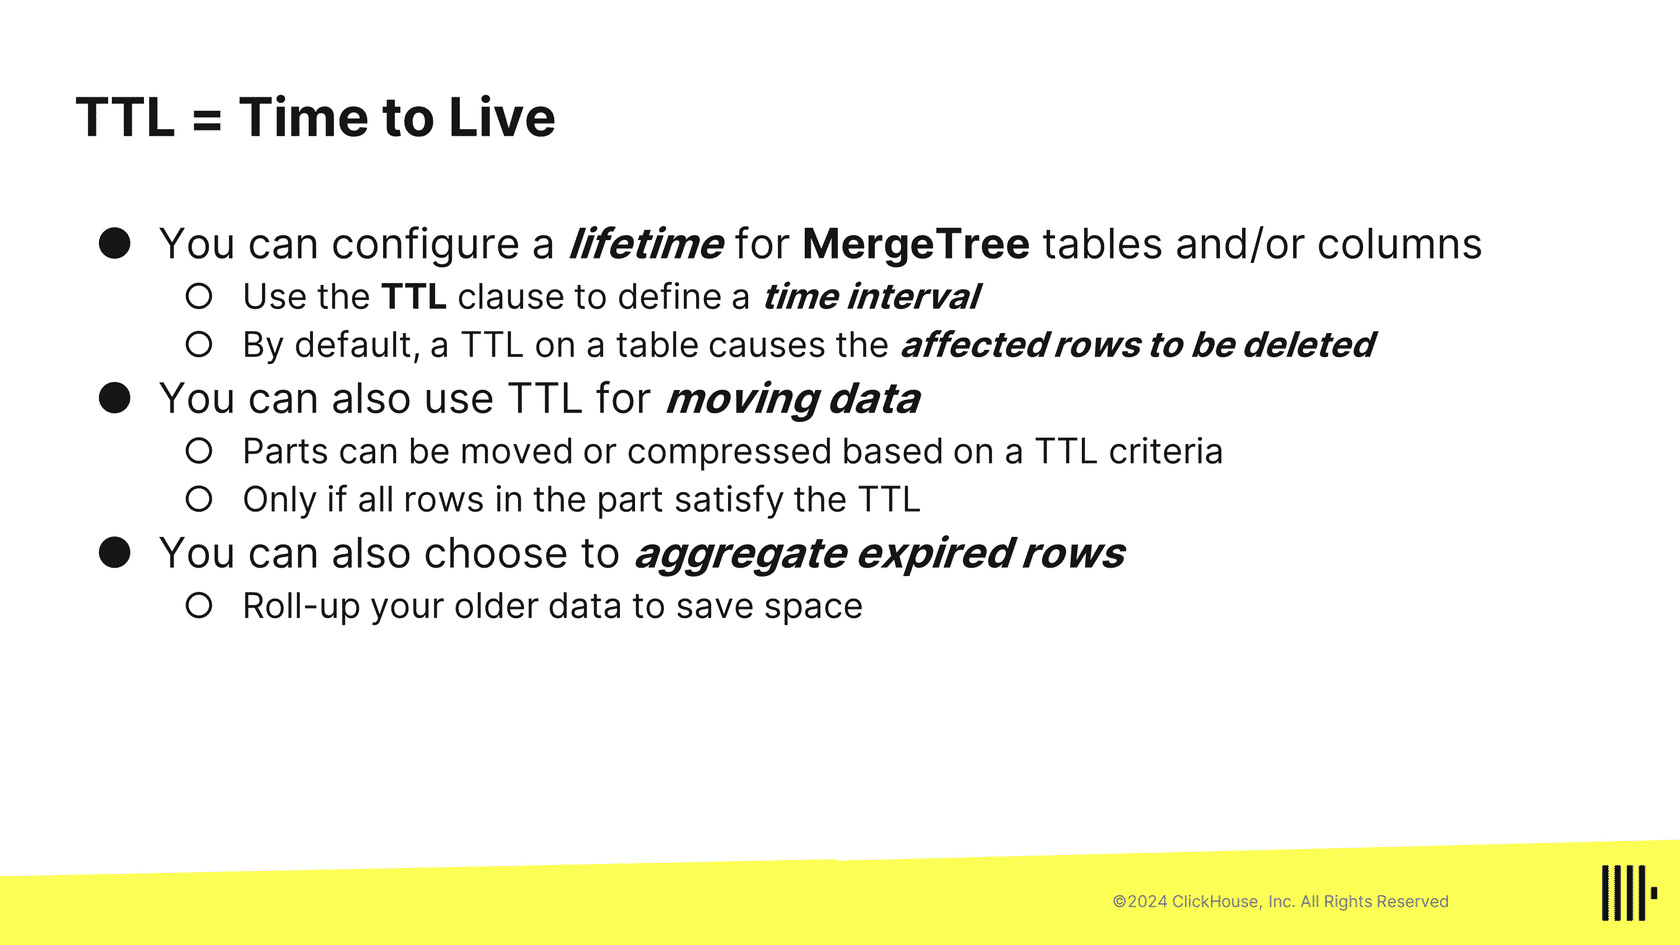 TTL = Time to Live
● You can configure a lifetime for MergeTree tables and/or columns
○ Use the TTL clause to define a time interval
○ By default, a TTL on a table causes the affected rows to be deleted
● You can also use TTL for moving data
○ Parts can be moved or compressed based on a TTL criteria
○ Only if all rows in the part satisfy the TTL
● You can also choose to aggregate expired rows
○ Roll-up your older data to save space
©2024 ClickHouse, Inc. All Rights Reserved